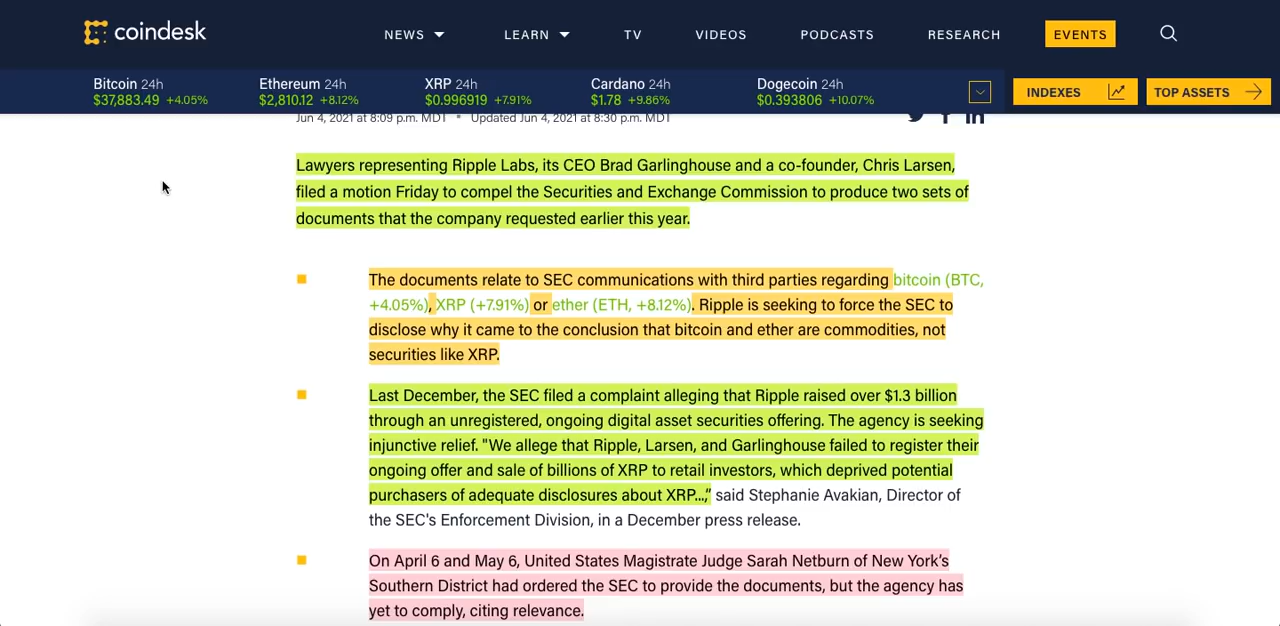 coindesk
NEWS LEARN TV VIDEOS PODCASTS RESEARCH EVENTS
Bitcoin 24h Ethereum 24h XRP 24h Cardano 24h Dogecoin 24h
$37,883.49 +4.05% $2,810.12 +8.12% $0.996919 +7.91% $1.78 +9.86% $0.393806 +10.07%
INDEXES TOP ASSETS
Jun 4, 2021 at 8:09 p.m. MDT • Updated Jun 4, 2021 at 8:30 p.m. MDT
Lawyers representing Ripple Labs, its CEO Brad Garlinghouse and a co-founder, Chris Larsen,
filed a motion Friday to compel the Securities and Exchange Commission to produce two sets of
documents that the company requested earlier this year.
The documents relate to SEC communications with third parties regarding bitcoin (BTC,
+4.05%), XRP (+7.91%) or ether (ETH, +8.12%). Ripple is seeking to force the SEC to
disclose why it came to the conclusion that bitcoin and ether are commodities, not
securities like XRP.
Last December, the SEC filed a complaint alleging that Ripple raised over $1.3 billion
through an unregistered, ongoing digital asset securities offering. The agency is seeking
injunctive relief. "We allege that Ripple, Larsen, and Garlinghouse failed to register their
ongoing offer and sale of billions of XRP to retail investors, which deprived potential
purchasers of adequate disclosures about XRP...," said Stephanie Avakian, Director of
the SEC's Enforcement Division, in a December press release.
On April 6 and May 6, United States Magistrate Judge Sarah Netburn of New York's
Southern District had ordered the SEC to provide the documents, but the agency has
yet to comply, citing relevance.